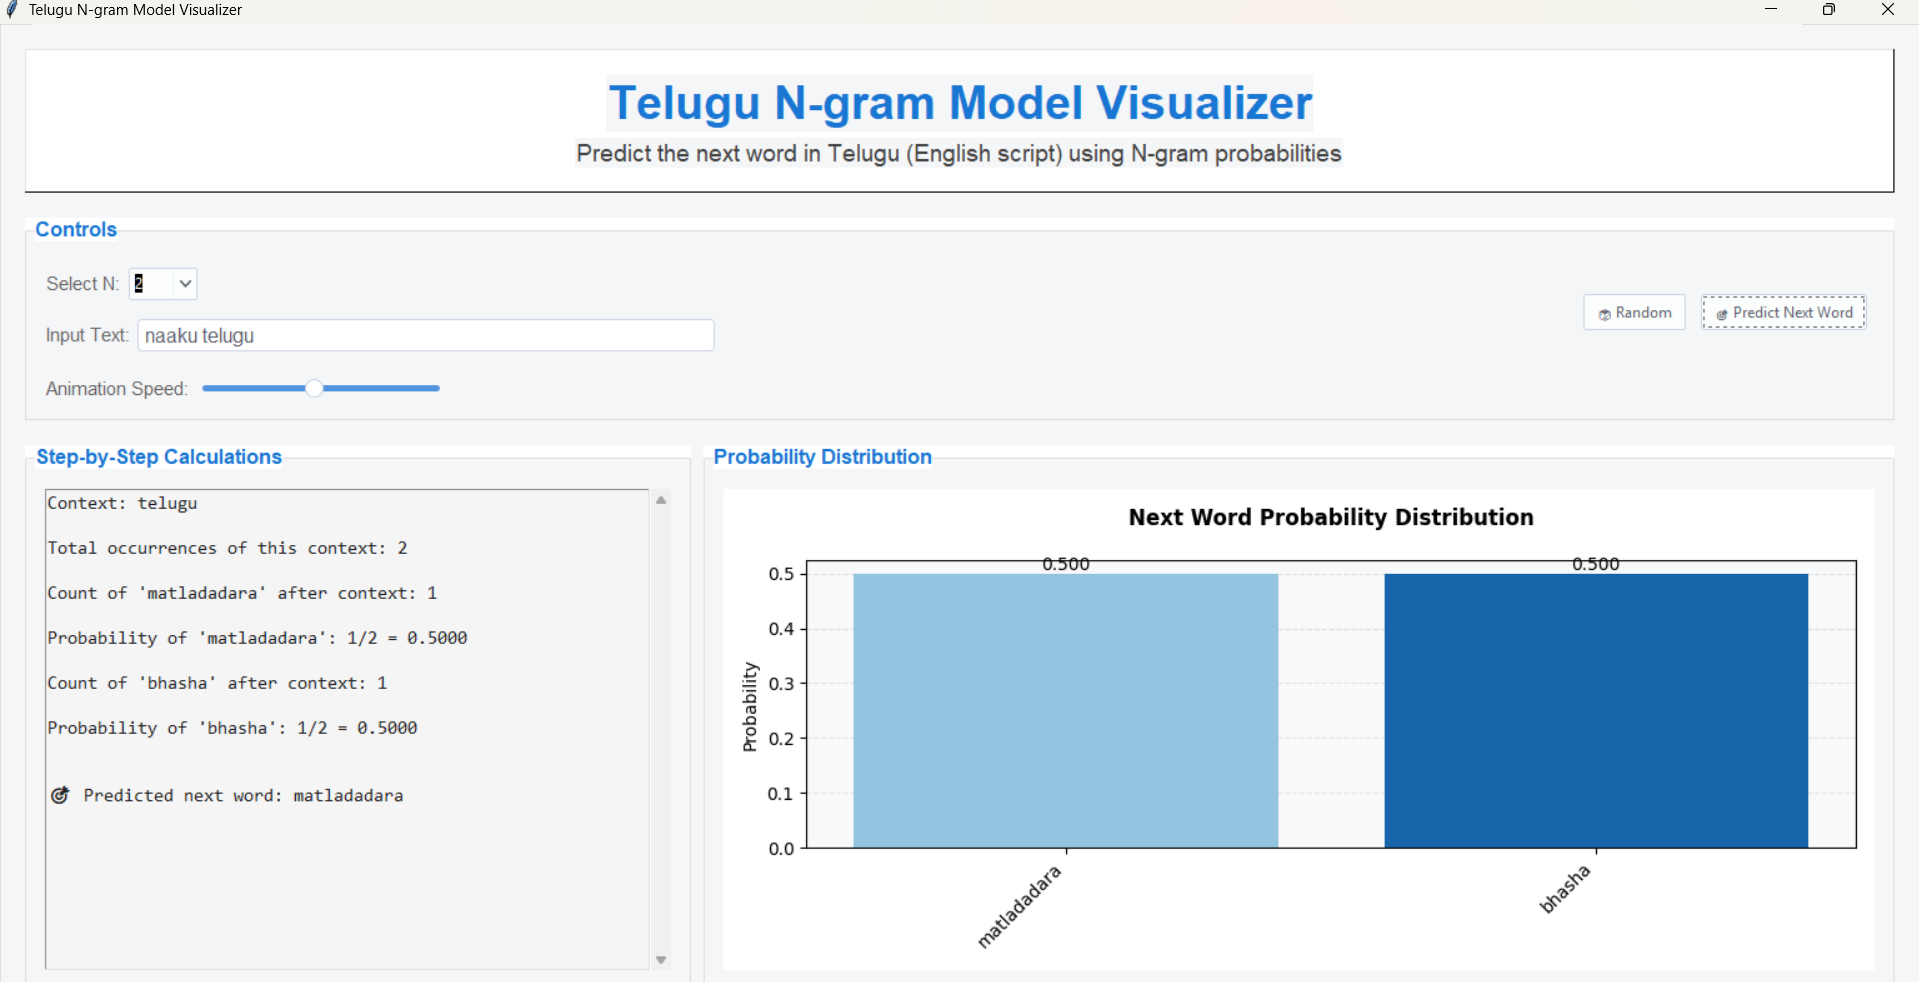 Telugu N-gram Model Visualizer
Telugu N-gram Model Visualizer
Predict the next word in Telugu (English script) using N-gram probabilities
Controls
Select N: 2
Input Text: naaku telugu
Animation Speed:
Random
Predict Next Word
Step-by-Step Calculations
Context: telugu
Total occurrences of this context: 2
Count of 'matladadara' after context: 1
Probability of 'matladadara': 1/2 = 0.5000
Count of 'bhasha' after context: 1
Probability of 'bhasha': 1/2 = 0.5000
Predicted next word: matladadara
Probability Distribution
Next Word Probability Distribution
0.500
0.500
0.5
0.4
0.3
0.2
0.1
0.0
Probability
matladadara
bhasha